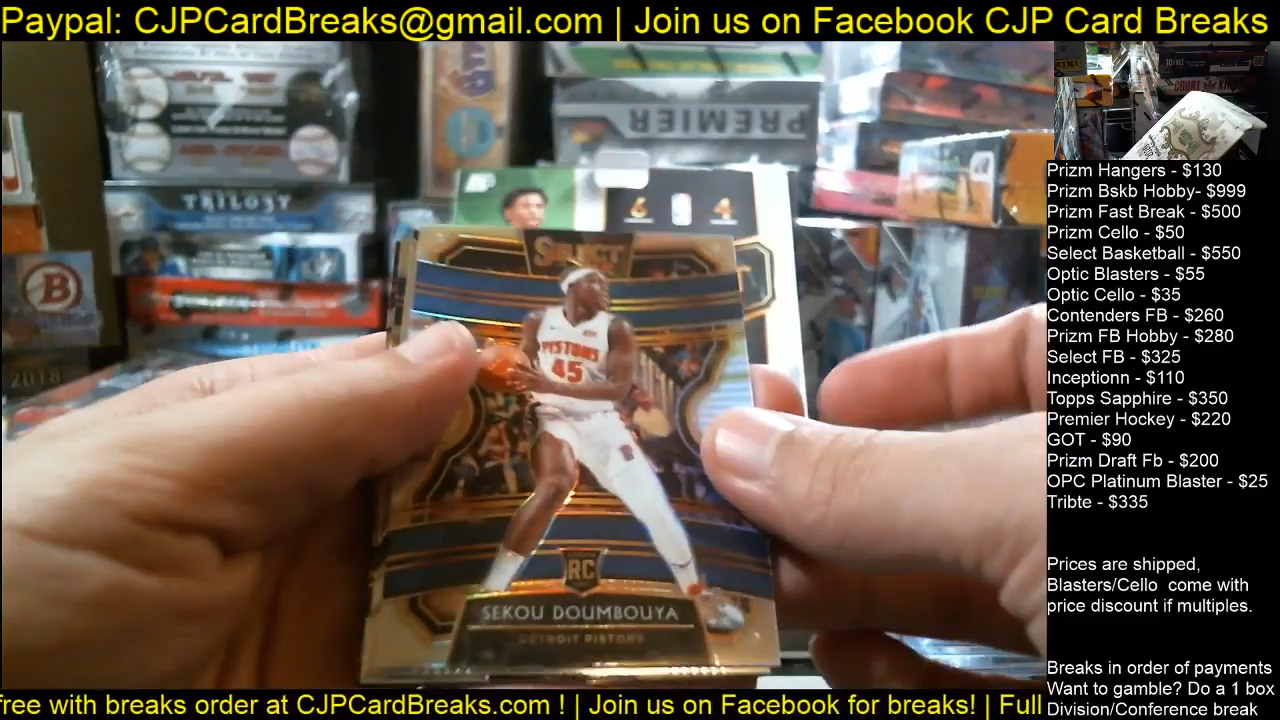 Paypal: CJPCardBreaks@gmail.com | Join us on Facebook CJP Card Breaks
PREMIER
TRILOGY
B
2018
6
4
SELECT
PISTONS
45
RC
SEKOU DOUMBOUYA
DETROIT PISTONS
Prizm Hangers - $130
Prizm Bskb Hobby- $999
Prizm Fast Break - $500
Prizm Cello - $50
Select Basketball - $550
Optic Blasters - $55
Optic Cello - $35
Contenders FB - $260
Prizm FB Hobby - $280
Select FB - $325
Inceptionn - $110
Topps Sapphire - $350
Premier Hockey - $220
GOT - $90
Prizm Draft Fb - $200
OPC Platinum Blaster - $25
Tribte - $335
Prices are shipped,
Blasters/Cello come with
price discount if multiples.
Breaks in order of payments
Want to gamble? Do a 1 box
Division/Conference break
free with breaks order at CJPCardBreaks.com ! | Join us on Facebook for breaks! | Full